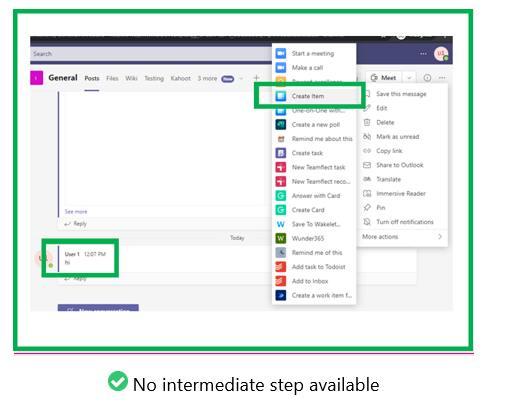 Search
U1
General Posts Files Wiki Testing Kahoot 3 more New
Meet
Start a meeting
Make a call
Create Item
One-on-One with...
Create a new poll
Remind me about this
Create task
New Teamflect task
New Teamflect reco...
Answer with Card
Create Card
Save To Wakelet...
Wunder365
Remind me of this
Add task to Todoist
Add to Inbox
Create a work item f...
Save this message
Edit
Delete
Mark as unread
Copy link
Share to Outlook
Translate
Immersive Reader
Pin
Turn off notifications
More actions
See more
Reply
Today
User 1 12:07 PM
hi
Reply
New conversation
No intermediate step available